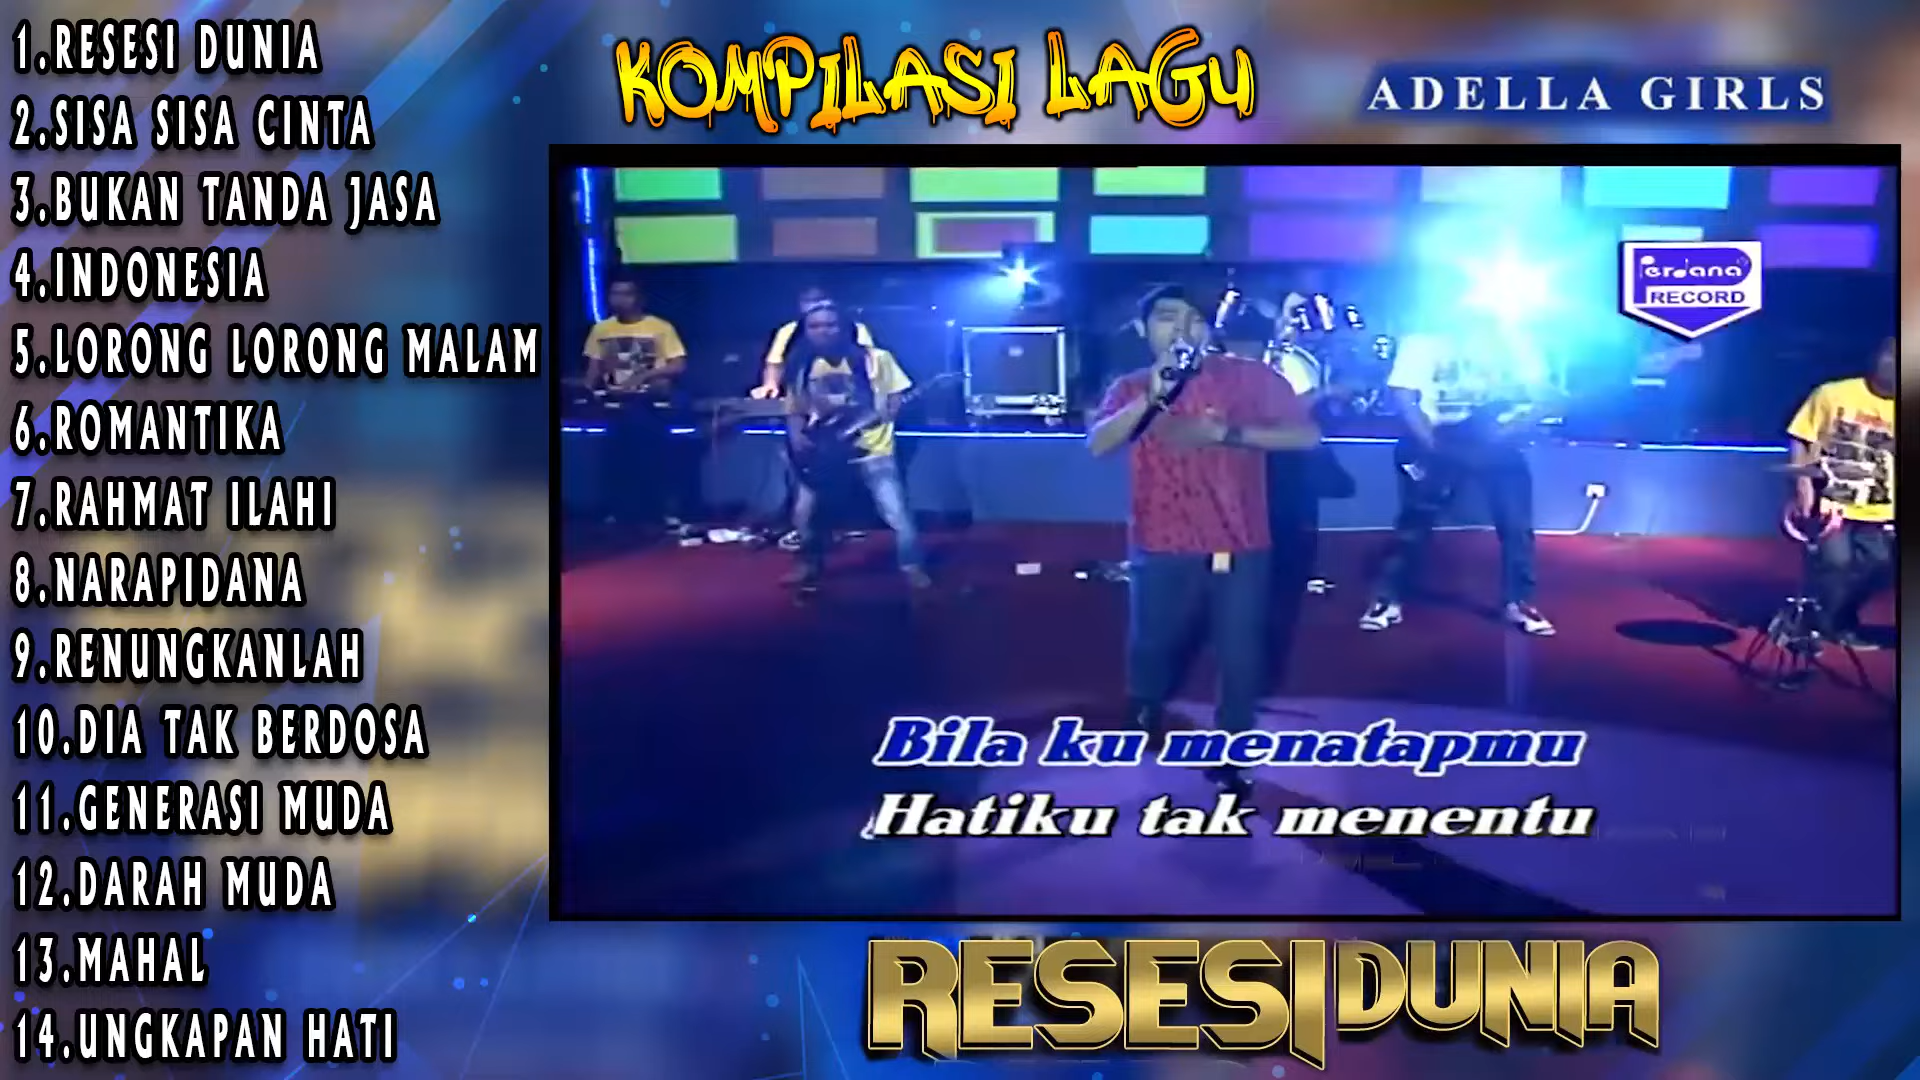 1.RESESI DUNIA
2.SISA SISA CINTA
3.BUKAN TANDA JASA
4.INDONESIA
5.LORONG LORONG MALAM
6.ROMANTIKA
7.RAHMAT ILAHI
8.NARAPIDANA
9.RENUNGKANLAH
10.DIA TAK BERDOSA
11.GENERASI MUDA
12.DARAH MUDA
13.MAHAL
14.UNGKAPAN HATI
KOMPILASI LAGU
ADELLA GIRLS
Perdana
RECORD
Bila ku menatapmu
Hatiku tak menentu
RESESI DUNIA